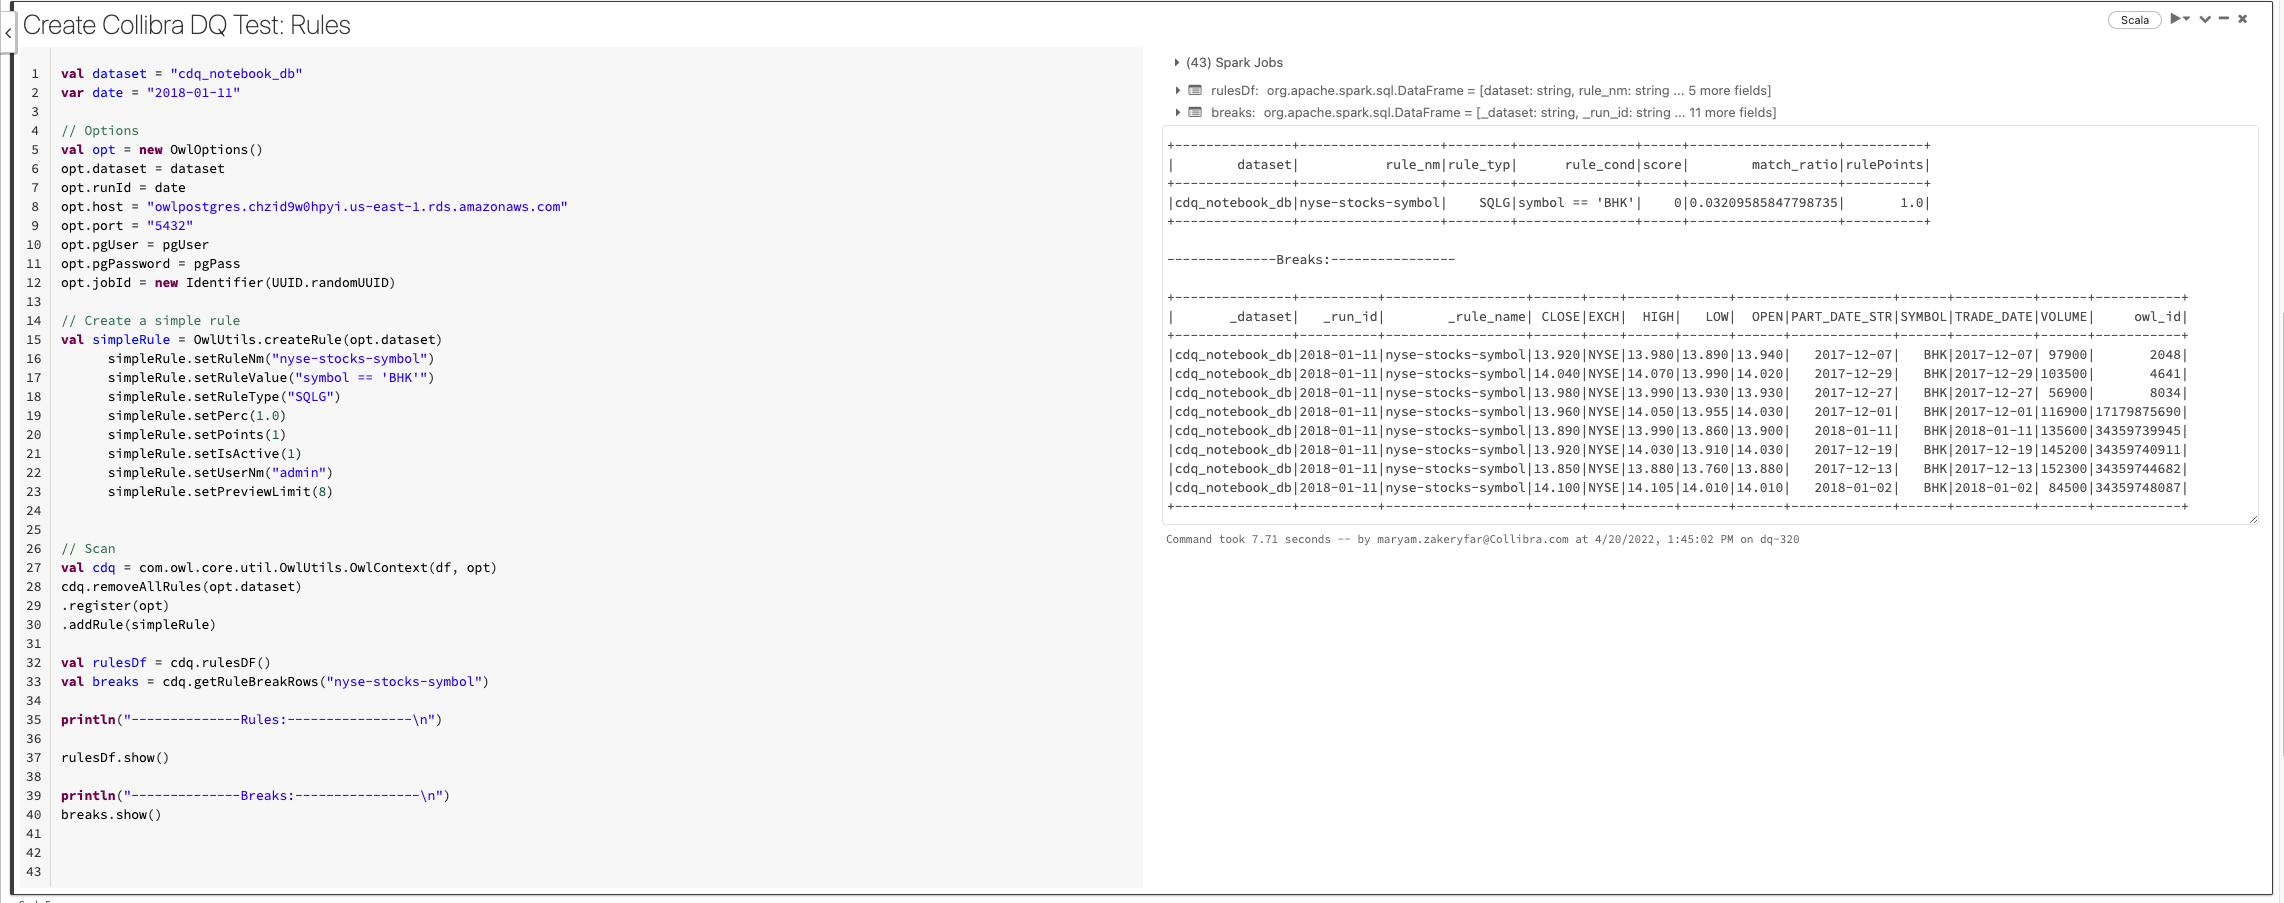 Create Collibra DQ Test: Rules
Scala
1 val dataset = "cdq_notebook_db"
2 var date = "2018-01-11"
3
4 // Options
5 val opt = new OwlOptions()
6 opt.dataset = dataset
7 opt.runId = date
8 opt.host = "owlpostgres.chzid9w0hpyi.us-east-1.rds.amazonaws.com"
9 opt.port = "5432"
10 opt.pgUser = pgUser
11 opt.pgPassword = pgPass
12 opt.jobId = new Identifier(UUID.randomUUID)
13
14 // Create a simple rule
15 val simpleRule = OwlUtils.createRule(opt.dataset)
16 simpleRule.setRuleNm("nyse-stocks-symbol")
17 simpleRule.setRuleValue("symbol == 'BHK'")
18 simpleRule.setRuleType("SQLG")
19 simpleRule.setPerc(1.0)
20 simpleRule.setPoints(1)
21 simpleRule.setIsActive(1)
22 simpleRule.setUserNm("admin")
23 simpleRule.setPreviewLimit(8)
24
25
26 // Scan
27 val cdq = com.owl.core.util.OwlUtils.OwlContext(df, opt)
28 cdq.removeAllRules(opt.dataset)
29 .register(opt)
30 .addRule(simpleRule)
31
32 val rulesDf = cdq.rulesDF()
33 val breaks = cdq.getRuleBreakRows("nyse-stocks-symbol")
34
35 println("--------------Rules:----------------\n")
36
37 rulesDf.show()
38
39 println("--------------Breaks:----------------\n")
40 breaks.show()
41
42
43
(43) Spark Jobs
rulesDf: org.apache.spark.sql.DataFrame = [dataset: string, rule_nm: string ... 5 more fields]
breaks: org.apache.spark.sql.DataFrame = [_dataset: string, _run_id: string ... 11 more fields]
+---------------+------------------+--------+---------------+-----+-------------------+----------+
|        dataset|           rule_nm|rule_typ|      rule_cond|score|        match_ratio|rulePoints|
+---------------+------------------+--------+---------------+-----+-------------------+----------+
|cdq_notebook_db|nyse-stocks-symbol|    SQLG|symbol == 'BHK'|    0|0.03209585847798735|       1.0|
+---------------+------------------+--------+---------------+-----+-------------------+----------+
--------------Breaks:----------------
+---------------+----------+------------------+------+----+------+------+------+-------------+------+----------+------+-----------+
|       _dataset|   _run_id|        _rule_name| CLOSE|EXCH|  HIGH|   LOW|  OPEN|PART_DATE_STR|SYMBOL|TRADE_DATE|VOLUME|     owl_id|
+---------------+----------+------------------+------+----+------+------+------+-------------+------+----------+------+-----------+
|cdq_notebook_db|2018-01-11|nyse-stocks-symbol|13.920|NYSE|13.980|13.890|13.940|   2017-12-07|   BHK|2017-12-07| 97900|       2048|
|cdq_notebook_db|2018-01-11|nyse-stocks-symbol|14.040|NYSE|14.070|13.990|14.020|   2017-12-29|   BHK|2017-12-29|103500|       4641|
|cdq_notebook_db|2018-01-11|nyse-stocks-symbol|13.980|NYSE|13.990|13.930|13.930|   2017-12-27|   BHK|2017-12-27| 56900|       8034|
|cdq_notebook_db|2018-01-11|nyse-stocks-symbol|13.960|NYSE|14.050|13.955|14.030|   2017-12-01|   BHK|2017-12-01|116900|17179875690|
|cdq_notebook_db|2018-01-11|nyse-stocks-symbol|13.890|NYSE|13.990|13.860|13.900|   2018-01-11|   BHK|2018-01-11|135600|34359739945|
|cdq_notebook_db|2018-01-11|nyse-stocks-symbol|13.920|NYSE|14.030|13.910|14.030|   2017-12-19|   BHK|2017-12-19|145200|34359740911|
|cdq_notebook_db|2018-01-11|nyse-stocks-symbol|13.850|NYSE|13.880|13.760|13.880|   2017-12-13|   BHK|2017-12-13|152300|34359744682|
|cdq_notebook_db|2018-01-11|nyse-stocks-symbol|14.100|NYSE|14.105|14.010|14.010|   2018-01-02|   BHK|2018-01-02| 84500|34359748087|
+---------------+----------+------------------+------+----+------+------+------+-------------+------+----------+------+-----------+
Command took 7.71 seconds -- by maryam.zakeryfar@Collibra.com at 4/20/2022, 1:45:02 PM on dq-320